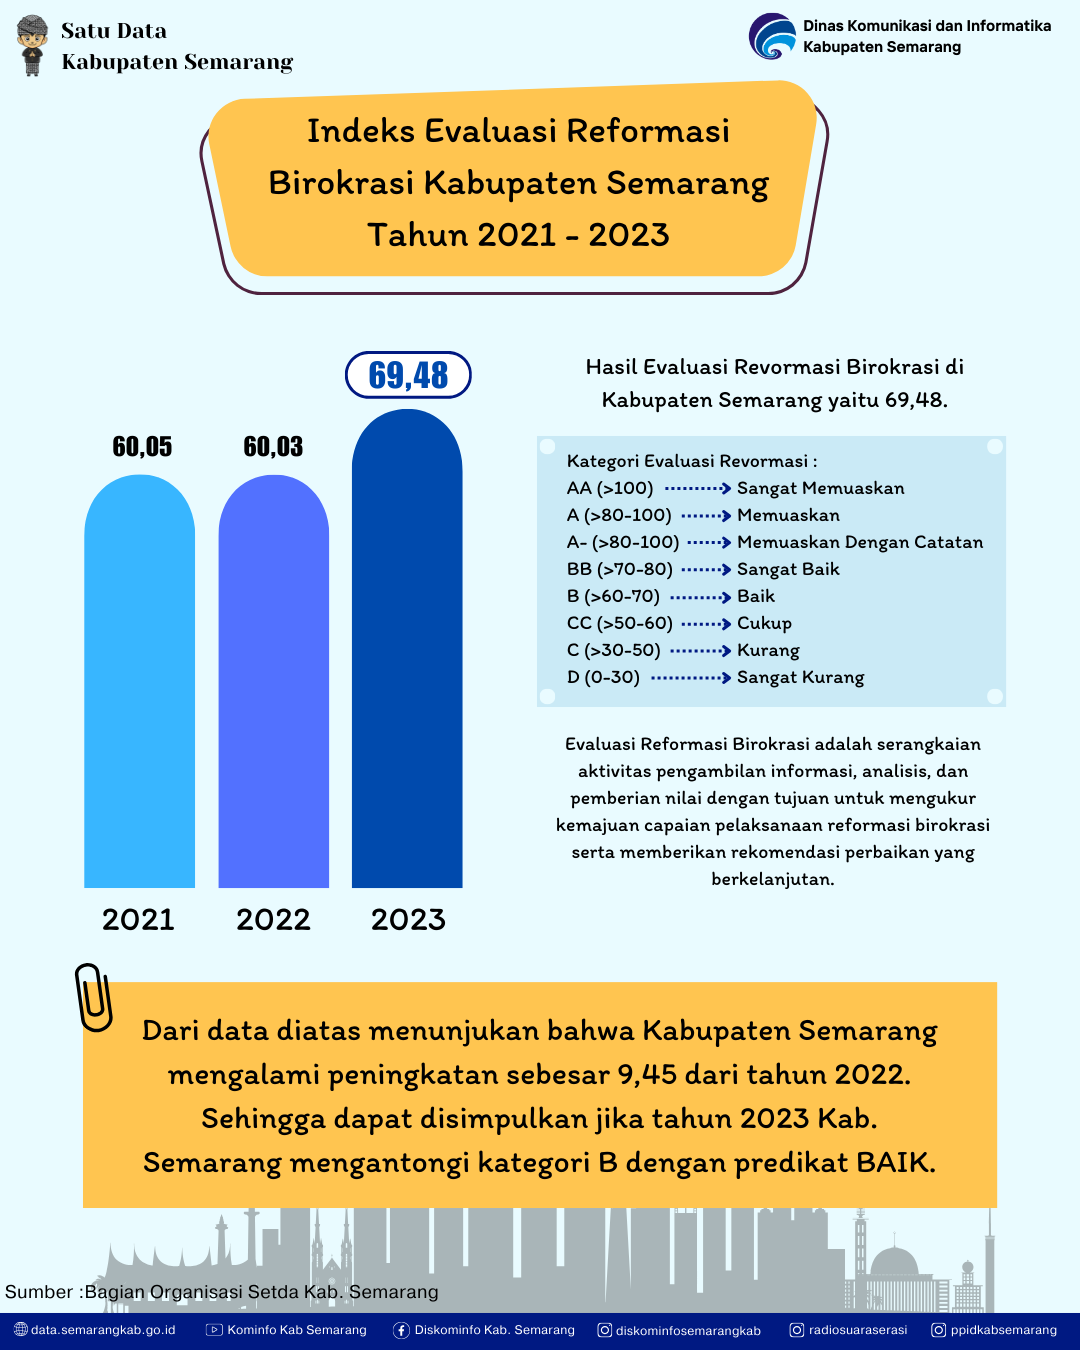 Satu Data
Kabupaten Semarang
Dinas Komunikasi dan Informatika
Kabupaten Semarang
Indeks Evaluasi Reformasi
Birokrasi Kabupaten Semarang
Tahun 2021 - 2023
69,48
60,05
60,03
2021
2022
2023
Hasil Evaluasi Revormasi Birokrasi di
Kabupaten Semarang yaitu 69,48.
Kategori Evaluasi Revormasi :
AA (>100) Sangat Memuaskan
A (>80-100) Memuaskan
A- (>80-100) Memuaskan Dengan Catatan
BB (>70-80) Sangat Baik
B (>60-70) Baik
CC (>50-60) Cukup
C (>30-50) Kurang
D (0-30) Sangat Kurang
Evaluasi Reformasi Birokrasi adalah serangkaian
aktivitas pengambilan informasi, analisis, dan
pemberian nilai dengan tujuan untuk mengukur
kemajuan capaian pelaksanaan reformasi birokrasi
serta memberikan rekomendasi perbaikan yang
berkelanjutan.
Dari data diatas menunjukan bahwa Kabupaten Semarang
mengalami peningkatan sebesar 9,45 dari tahun 2022.
Sehingga dapat disimpulkan jika tahun 2023 Kab.
Semarang mengantongi kategori B dengan predikat BAIK.
Sumber :Bagian Organisasi Setda Kab. Semarang
data.semarangkab.go.id Kominfo Kab Semarang Diskominfo Kab. Semarang diskominfosemarangkab radiosuaraserasi ppidkabsemarang